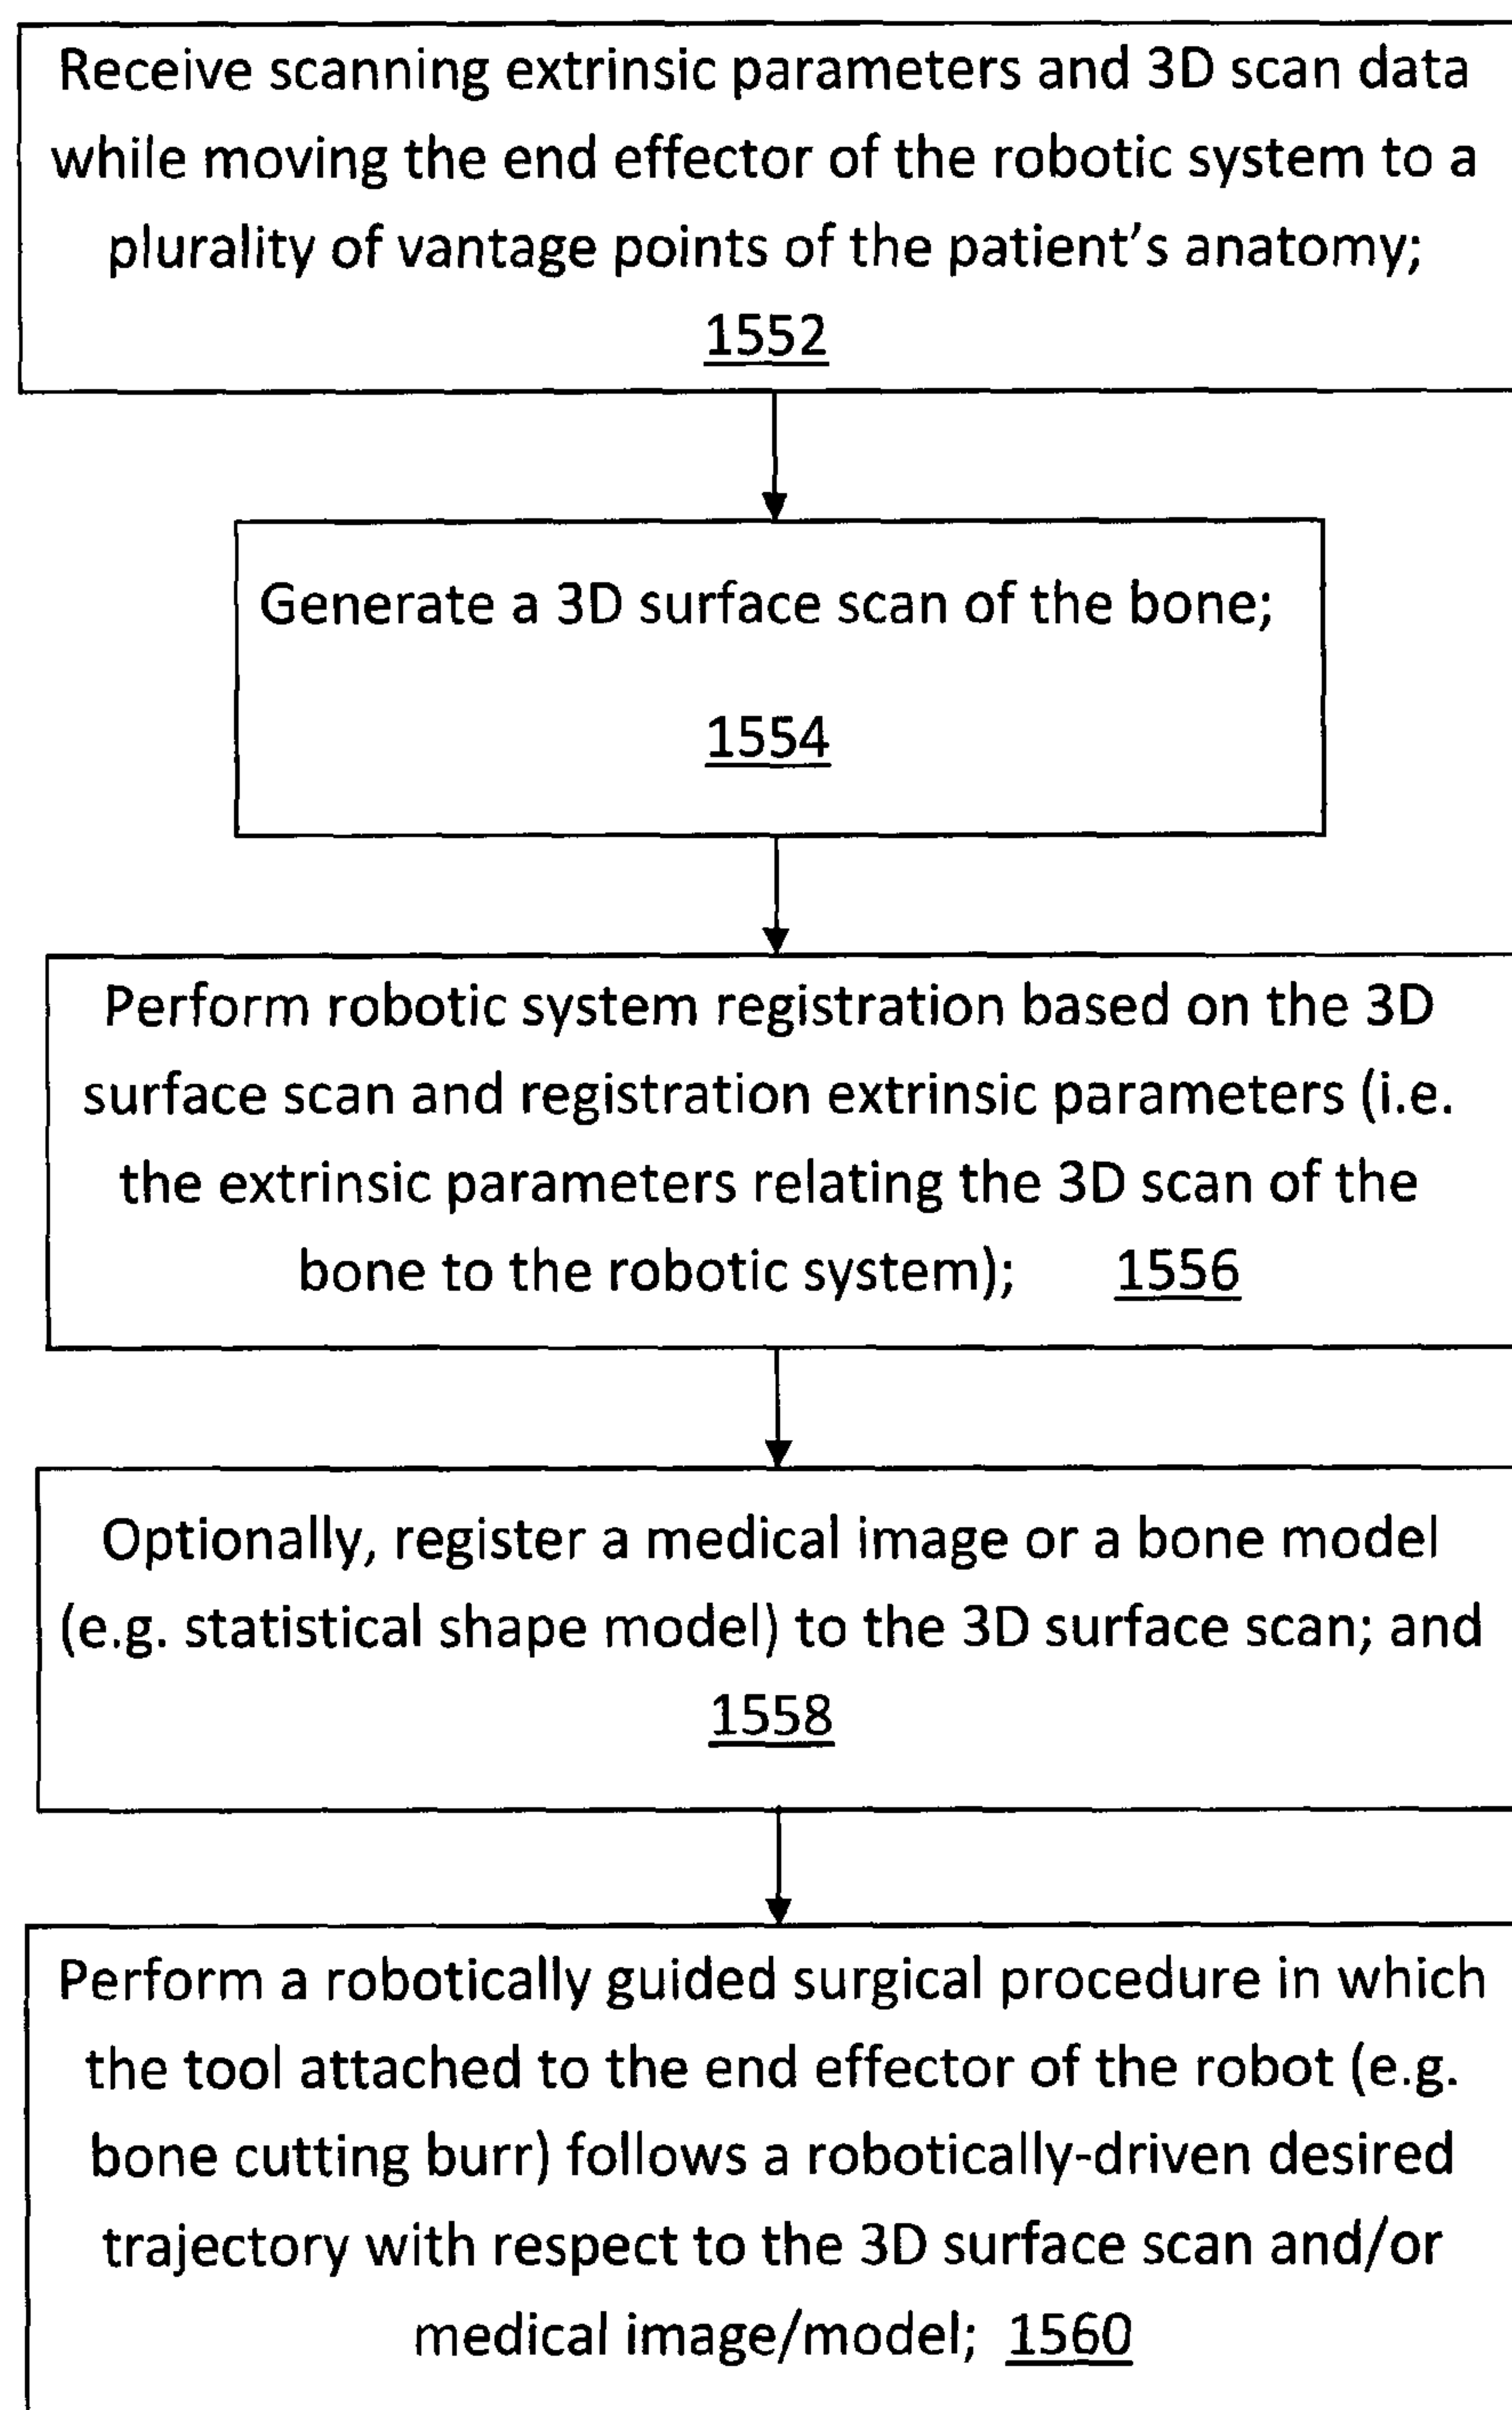 Receive scanning extrinsic parameters and 3D scan data
while moving the end effector of the robotic system to a
plurality of vantage points of the patient's anatomy;
1552
Generate a 3D surface scan of the bone;
1554
Perform robotic system registration based on the 3D
surface scan and registration extrinsic parameters (i.e.
the extrinsic parameters relating the 3D scan of the
bone to the robotic system); 1556
Optionally, register a medical image or a bone model
(e.g. statistical shape model) to the 3D surface scan; and
1558
Perform a robotically guided surgical procedure in which
the tool attached to the end effector of the robot (e.g.
bone cutting burr) follows a robotically-driven desired
trajectory with respect to the 3D surface scan and/or
medical image/model; 1560